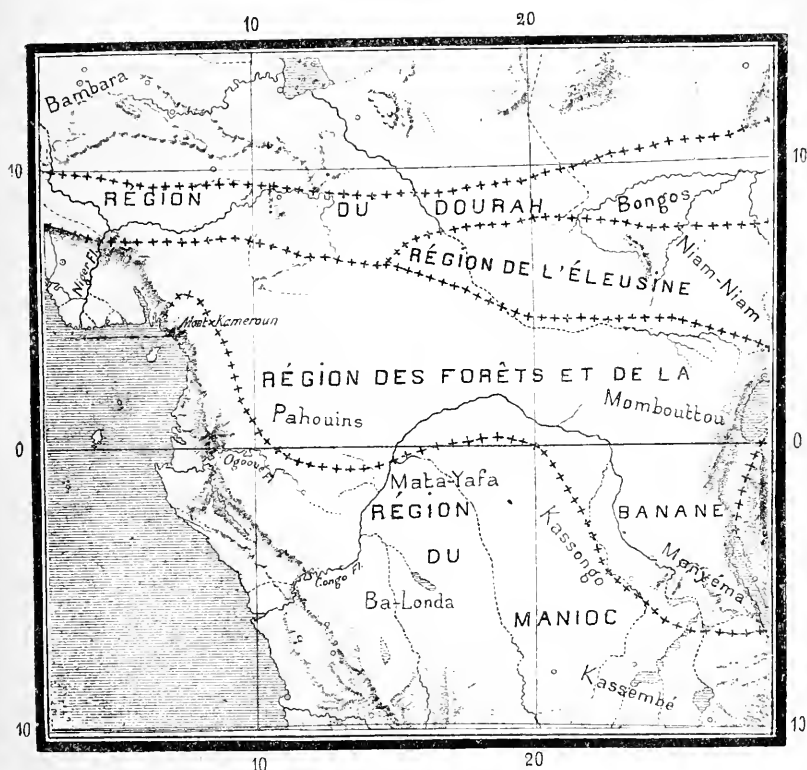 10
20
Bambara
10
10
RÉGION
DU
DOURAH
Bongos
Niam-Niam
RÉGION DE L'ÉLEUSINE
Niger Fl.
Mont Kameroun
RÉGION DES FORÊTS ET DE LA
Mombouttou
Pahouins
0
0
Ogooué Fl.
Mata-Yafa
RÉGION
BANANE
Kassongo
DU
Manyéma
Congo Fl.
Ba-Londa
MANIOC
Kassembé
10
10
10
20